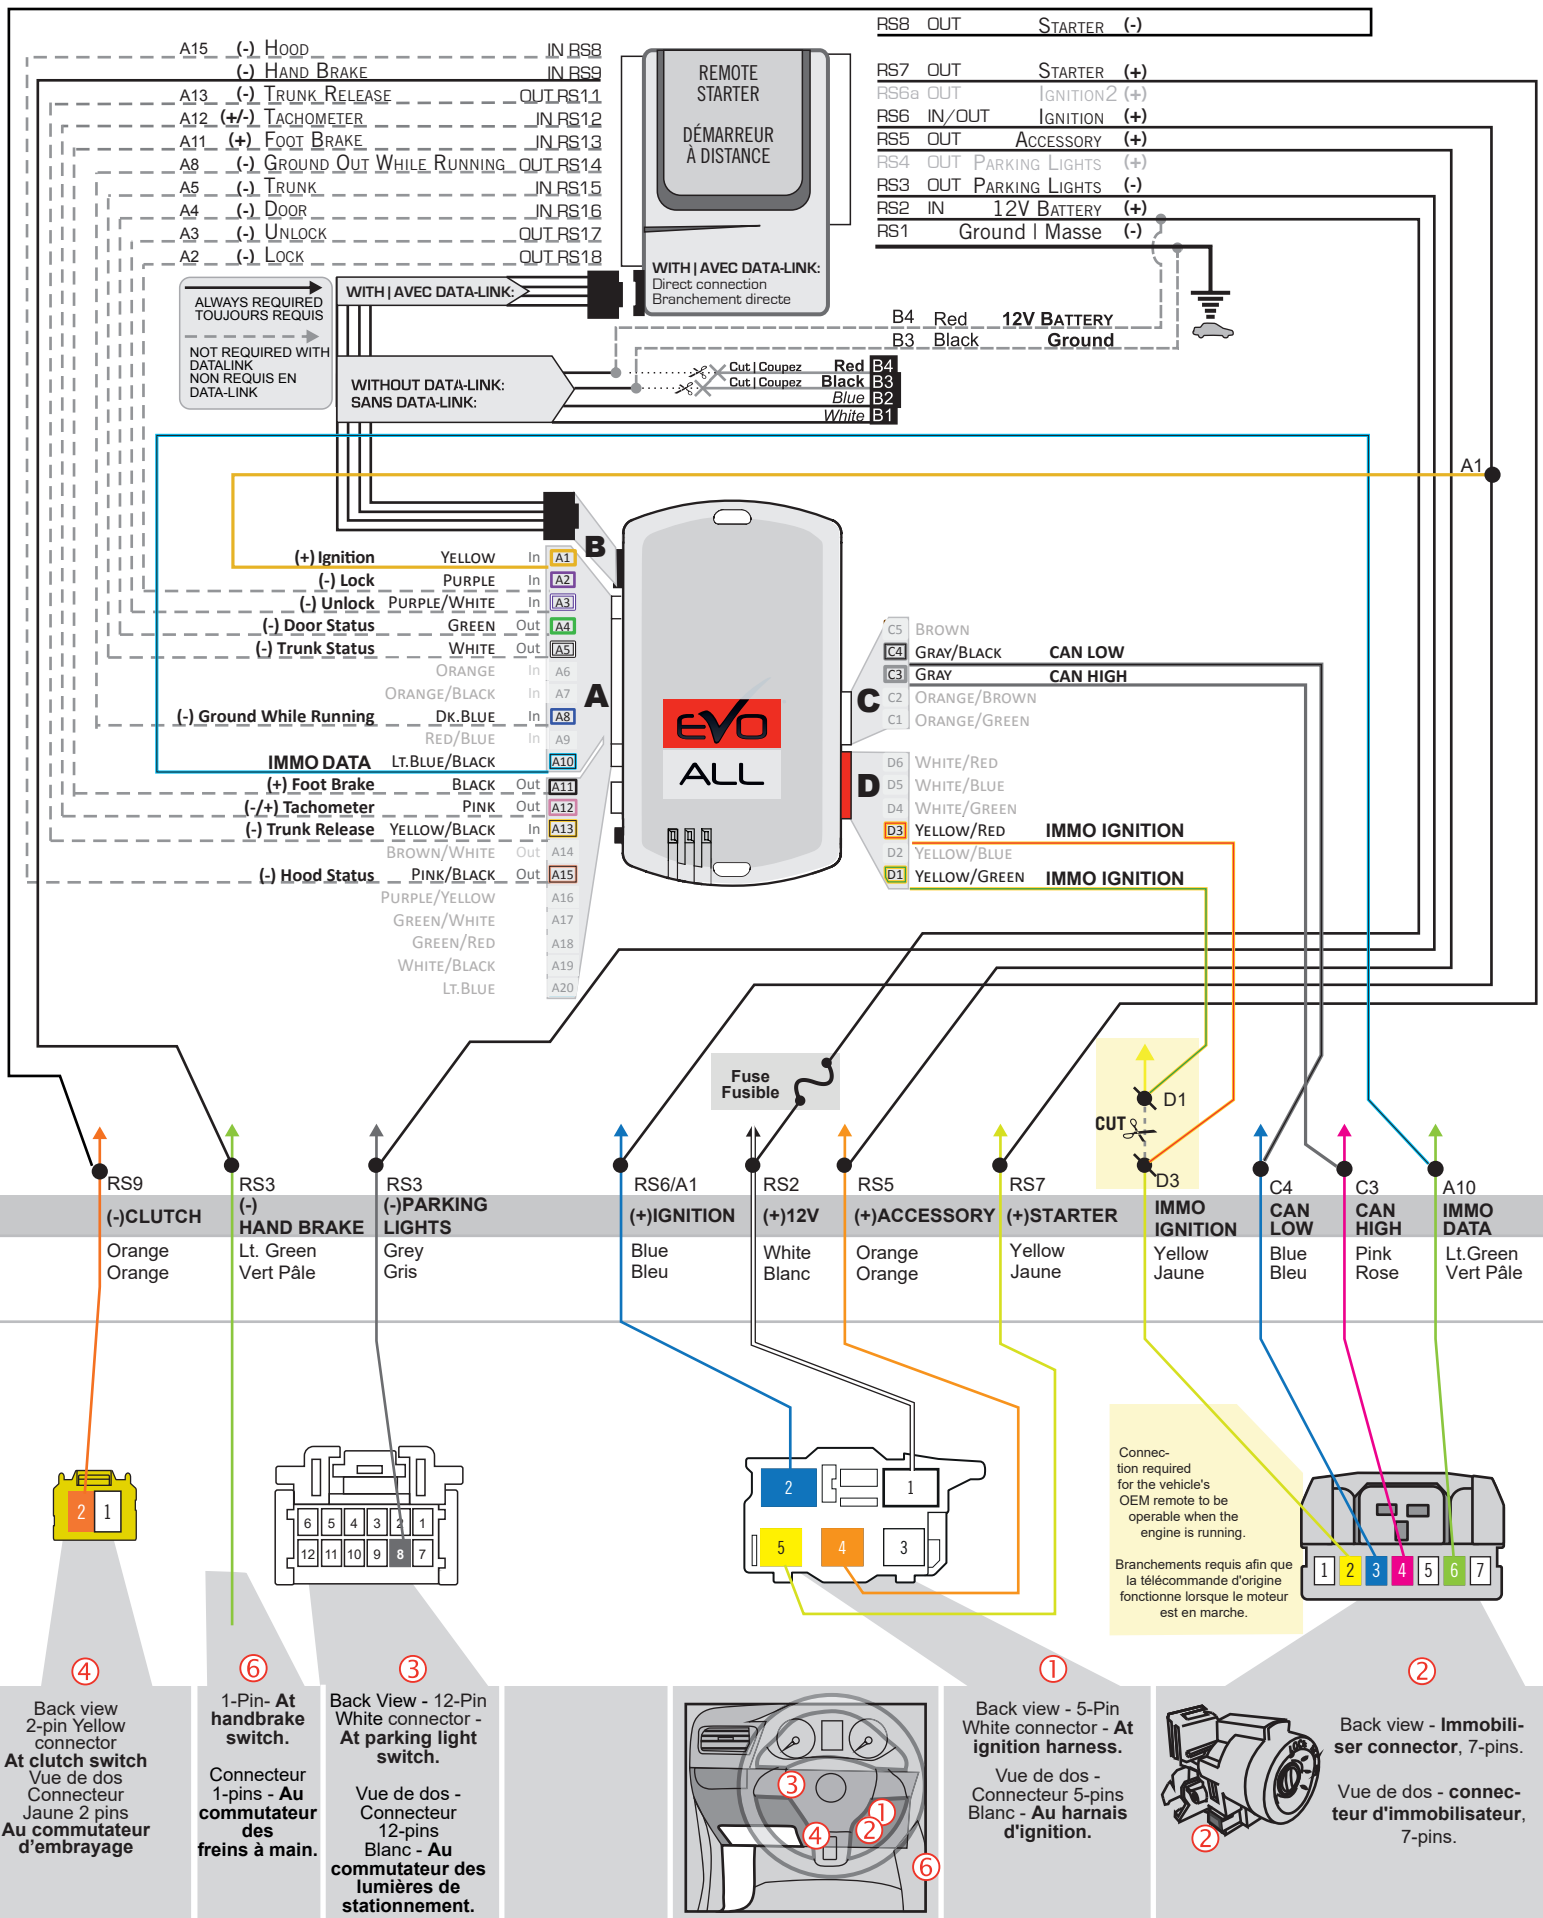 RS8 OUT STARTER (-)
A15 (-) HOOD IN RS8
(-) HAND BRAKE IN RS9
A13 (-) TRUNK RELEASE OUT RS11
A12 (+/-) TACHOMETER IN RS12
A11 (+) FOOT BRAKE IN RS13
A8 (-) GROUND OUT WHILE RUNNING OUT RS14
A5 (-) TRUNK IN RS15
A4 (-) DOOR IN RS16
A3 (-) UNLOCK OUT RS17
A2 (-) LOCK OUT RS18
REMOTE
STARTER
DÉMARREUR
À DISTANCE
WITH | AVEC DATA-LINK:
Direct connection
Branchement directe
RS7 OUT STARTER (+)
RS6a OUT IGNITION2 (+)
RS6 IN/OUT IGNITION (+)
RS5 OUT ACCESSORY (+)
RS4 OUT PARKING LIGHTS (+)
RS3 OUT PARKING LIGHTS (-)
RS2 IN 12V BATTERY (+)
RS1 Ground | Masse (-)
ALWAYS REQUIRED
TOUJOURS REQUIS
NOT REQUIRED WITH
DATALINK
NON REQUIS EN
DATA-LINK
WITH | AVEC DATA-LINK:
WITHOUT DATA-LINK:
SANS DATA-LINK:
B4 Red 12V BATTERY
B3 Black Ground
Cut | Coupez Red B4
Cut | Coupez Black B3
Blue B2
White B1
A1
B
A
(+) Ignition YELLOW In A1
(-) Lock PURPLE In A2
(-) Unlock PURPLE/WHITE In A3
(-) Door Status GREEN Out A4
(-) Trunk Status WHITE Out A5
ORANGE In A6
ORANGE/BLACK In A7
(-) Ground While Running DK.BLUE In A8
RED/BLUE In A9
IMMO DATA LT.BLUE/BLACK A10
(+) Foot Brake BLACK Out A11
(-/+) Tachometer PINK Out A12
(-) Trunk Release YELLOW/BLACK In A13
BROWN/WHITE Out A14
(-) Hood Status PINK/BLACK Out A15
PURPLE/YELLOW A16
GREEN/WHITE A17
GREEN/RED A18
WHITE/BLACK A19
LT.BLUE A20
EVO
ALL
C
C5 BROWN
C4 GRAY/BLACK CAN LOW
C3 GRAY CAN HIGH
C2 ORANGE/BROWN
C1 ORANGE/GREEN
D
D6 WHITE/RED
D5 WHITE/BLUE
D4 WHITE/GREEN
D3 YELLOW/RED IMMO IGNITION
D2 YELLOW/BLUE
D1 YELLOW/GREEN IMMO IGNITION
Fuse
Fusible
D1
CUT
D3
RS9
(-)CLUTCH
Orange
Orange
RS3
(-)
HAND BRAKE
Lt. Green
Vert Pâle
RS3
(-)PARKING
LIGHTS
Grey
Gris
RS6/A1
(+)IGNITION
Blue
Bleu
RS2
(+)12V
White
Blanc
RS5
(+)ACCESSORY
Orange
Orange
RS7
(+)STARTER
Yellow
Jaune
IMMO
IGNITION
Yellow
Jaune
C4
CAN
LOW
Blue
Bleu
C3
CAN
HIGH
Pink
Rose
A10
IMMO
DATA
Lt.Green
Vert Pâle
2 1
6 5 4 3 2 1
12 11 10 9 8 7
2 1
5 4 3
Connec-
tion required
for the vehicle's
OEM remote to be
operable when the
engine is running.
Branchements requis afin que
la télécommande d'origine
fonctionne lorsque le moteur
est en marche.
1 2 3 4 5 6 7
4
Back view
2-pin Yellow
connector
At clutch switch
Vue de dos
Connecteur
Jaune 2 pins
Au commutateur
d'embrayage
6
1-Pin- At
handbrake
switch.
Connecteur
1-pins - Au
commutateur
des
freins à main.
3
Back View - 12-Pin
White connector -
At parking light
switch.
Vue de dos -
Connecteur
12-pins
Blanc - Au
commutateur des
lumières de
stationnement.
3
1
2
4
6
1
Back view - 5-Pin
White connector - At
ignition harness.
Vue de dos -
Connecteur 5-pins
Blanc - Au harnais
d'ignition.
2
2
Back view - Immobili-
ser connector, 7-pins.
Vue de dos - connec-
teur d'immobilisateur,
7-pins.